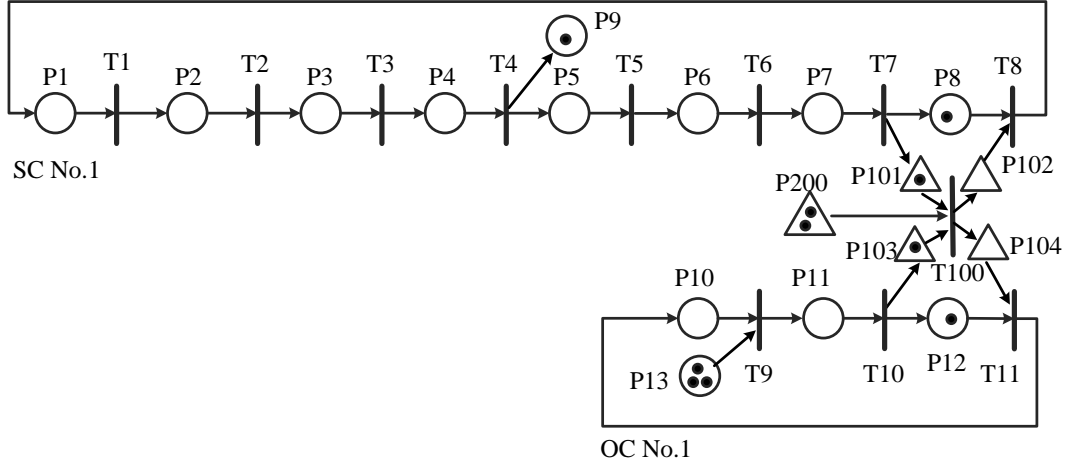 P9
T1 T2 T3 T4 T5 T6 T7 T8
P1 P2 P3 P4 P5 P6 P7 P8
SC No.1
P101 P102
P200
P103 P104
T100
P10 P11
P13 T9 T10 P12 T11
OC No.1